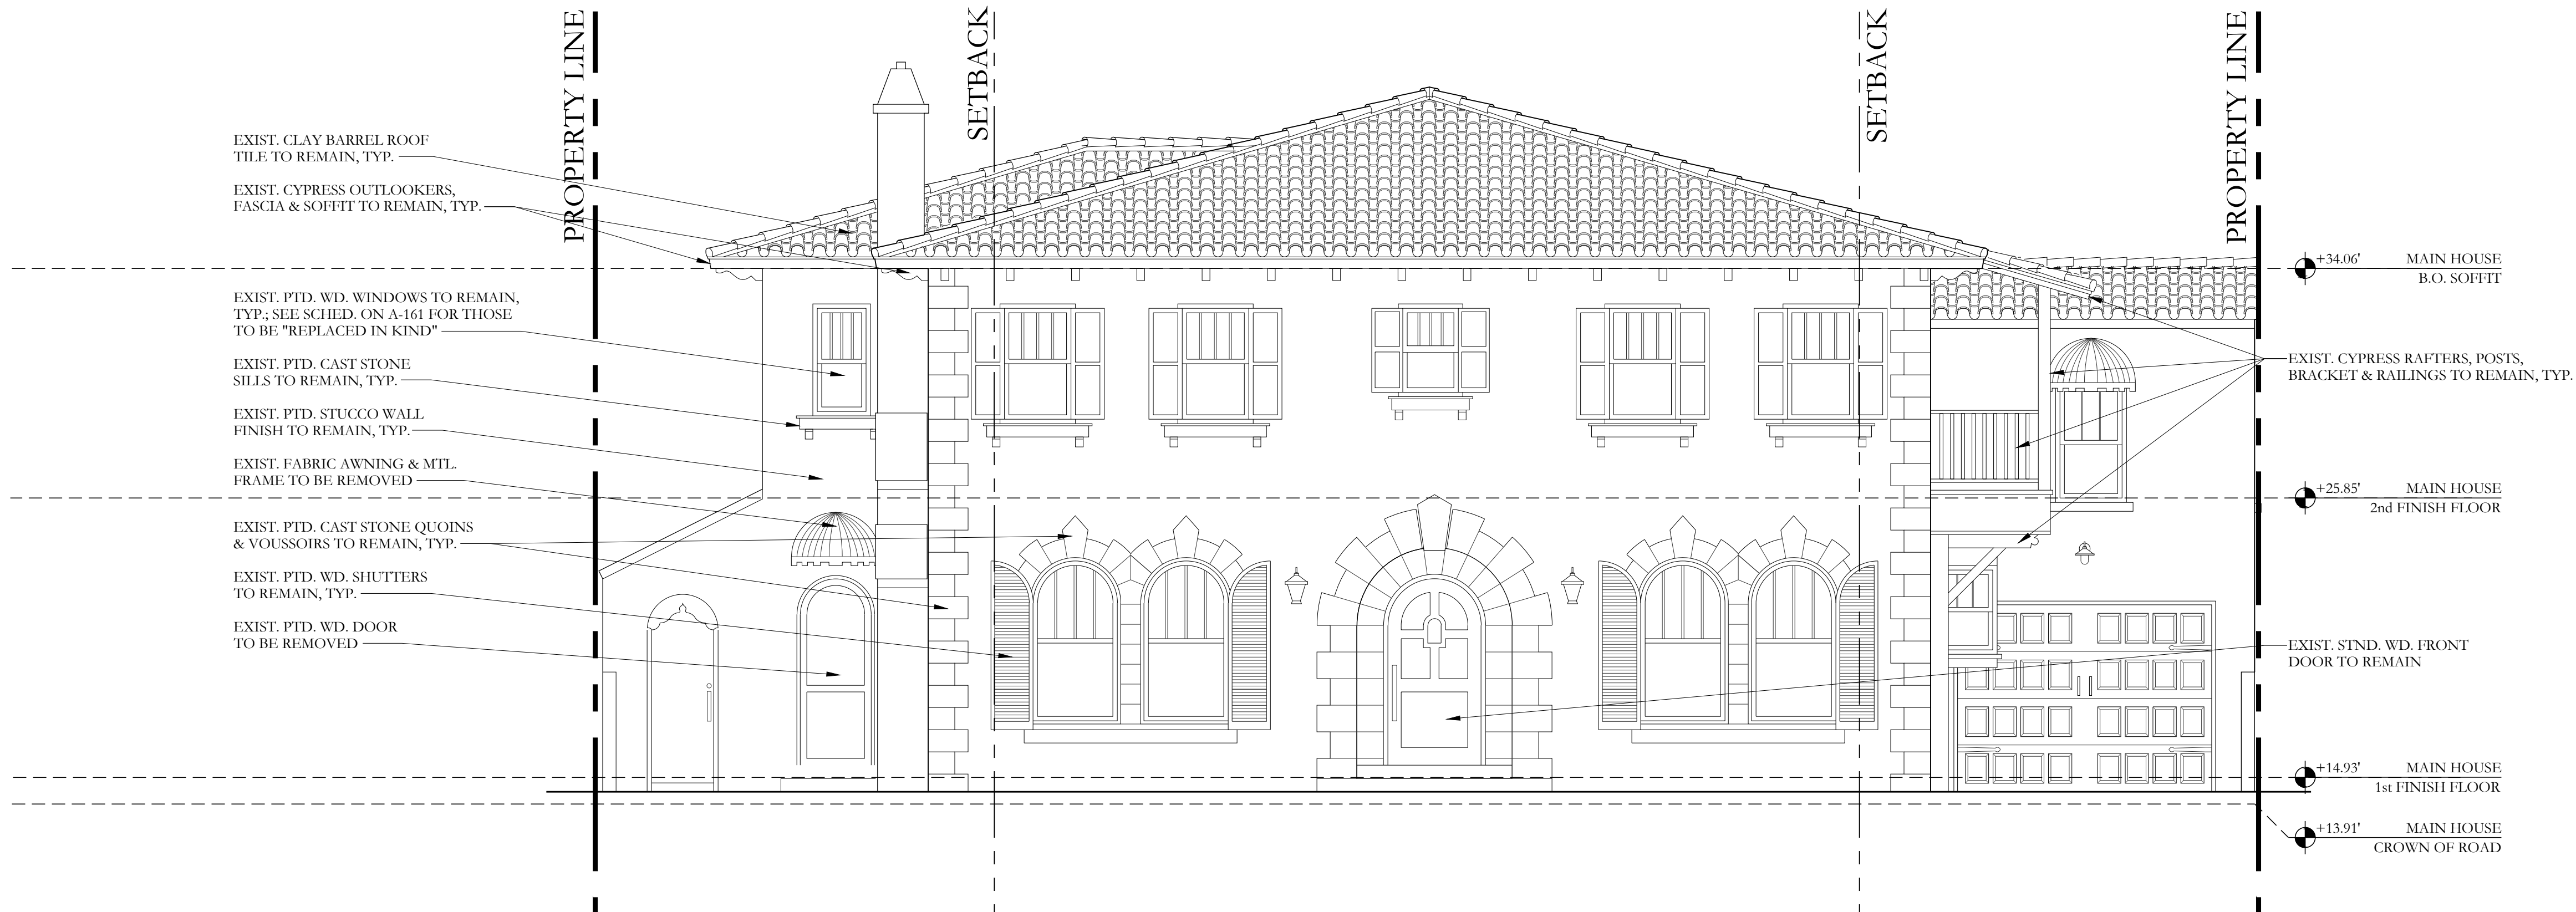 PROPERTY LINE
SETBACK
SETBACK
PROPERTY LINE
EXIST. CLAY BARREL ROOF
TILE TO REMAIN, TYP.
EXIST. CYPRESS OUTLOOKERS,
FASCIA & SOFFIT TO REMAIN, TYP.
EXIST. PTD. WD. WINDOWS TO REMAIN,
TYP.; SEE SCHED. ON A-161 FOR THOSE
TO BE "REPLACED IN KIND"
EXIST. PTD. CAST STONE
SILLS TO REMAIN, TYP.
EXIST. PTD. STUCCO WALL
FINISH TO REMAIN, TYP.
EXIST. FABRIC AWNING & MTL.
FRAME TO BE REMOVED
EXIST. PTD. CAST STONE QUOINS
& VOUSSOIRS TO REMAIN, TYP.
EXIST. PTD. WD. SHUTTERS
TO REMAIN, TYP.
EXIST. PTD. WD. DOOR
TO BE REMOVED
+34.06' MAIN HOUSE
B.O. SOFFIT
EXIST. CYPRESS RAFTERS, POSTS,
BRACKET & RAILINGS TO REMAIN, TYP.
+25.85' MAIN HOUSE
2nd FINISH FLOOR
EXIST. STND. WD. FRONT
DOOR TO REMAIN
+14.93' MAIN HOUSE
1st FINISH FLOOR
+13.91' MAIN HOUSE
CROWN OF ROAD